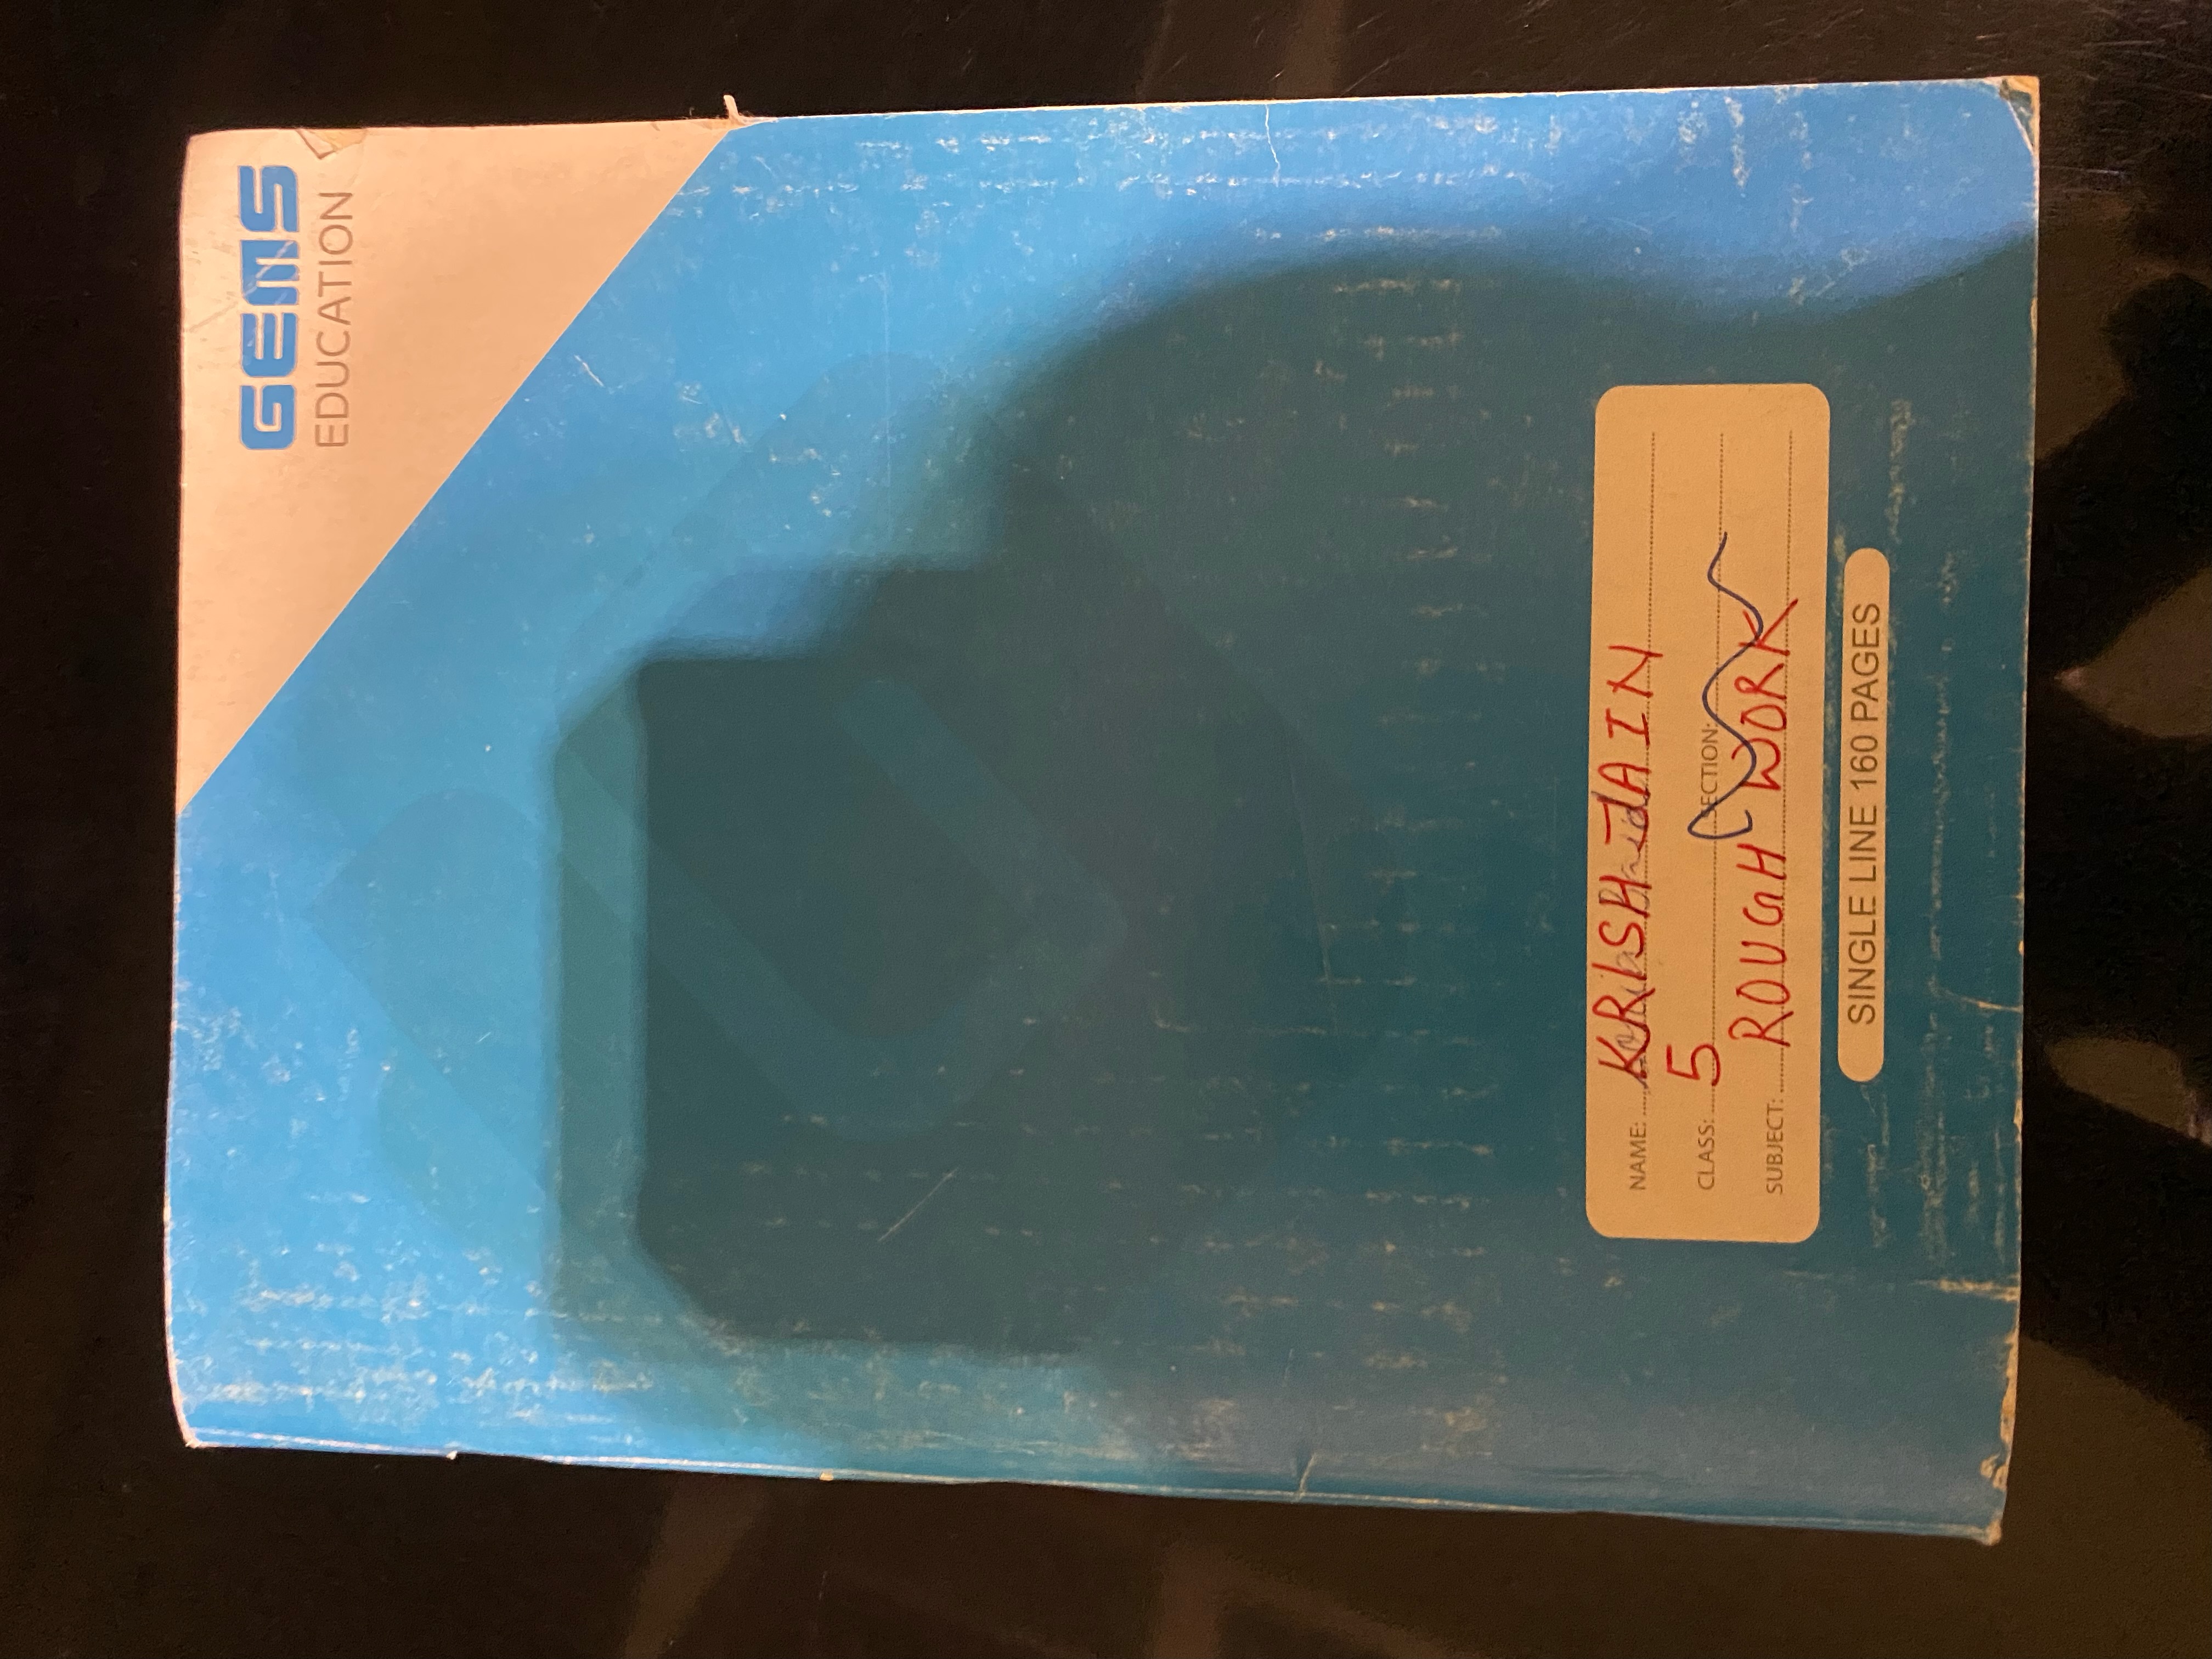 GEMS
EDUCATION
NAME: KRISH JAIN
CLASS: 5 SECTION:
SUBJECT: ROUGH WORK
SINGLE LINE 160 PAGES